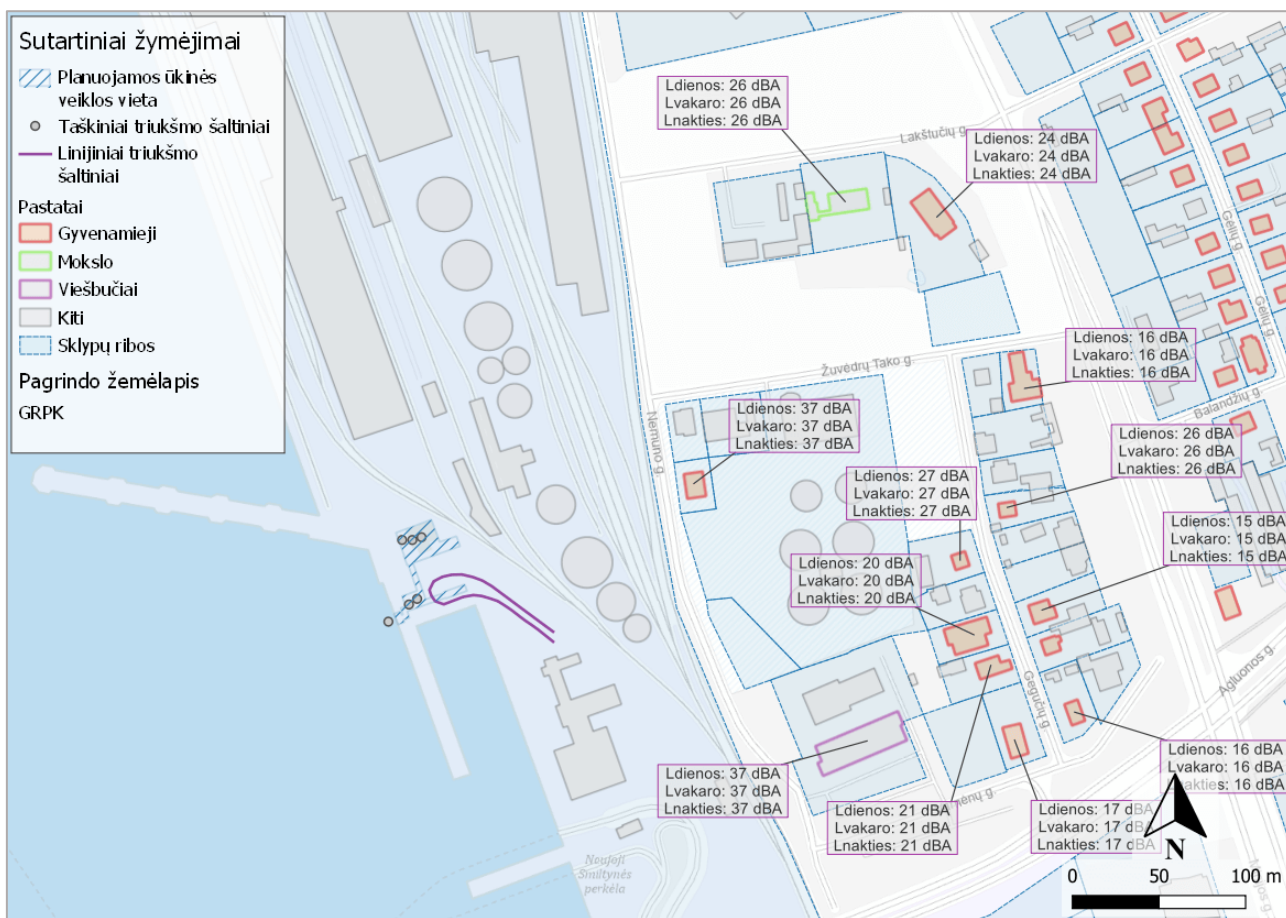 Sutartiniai žymėjimai
Planuojamos ūkinės
veiklos vieta
Taškiniai triukšmo šaltiniai
Linijiniai triukšmo
šaltiniai
Pastatai
Gyvenamieji
Mokslo
Viešbučiai
Kiti
Sklypų ribos
Pagrindo žemėlapis
GRPK
Ldienos: 26 dBA
Lvakaro: 26 dBA
Lnakties: 26 dBA
Lakštučių g.
Ldienos: 24 dBA
Lvakaro: 24 dBA
Lnakties: 24 dBA
Gėlių g.
Gėlių g.
Ldienos: 16 dBA
Lvakaro: 16 dBA
Lnakties: 16 dBA
Žuvėdrų Tako g.
Balandžių g.
Nemuno g.
Ldienos: 37 dBA
Lvakaro: 37 dBA
Lnakties: 37 dBA
Ldienos: 26 dBA
Lvakaro: 26 dBA
Lnakties: 26 dBA
Ldienos: 27 dBA
Lvakaro: 27 dBA
Lnakties: 27 dBA
Ldienos: 15 dBA
Lvakaro: 15 dBA
Lnakties: 15 dBA
Ldienos: 20 dBA
Lvakaro: 20 dBA
Lnakties: 20 dBA
Gegučių g.
Agluonos g.
Ldienos: 37 dBA
Lvakaro: 37 dBA
Lnakties: 37 dBA
Ldienos: 16 dBA
Lvakaro: 16 dBA
Lnakties: 16 dBA
Ldienos: 21 dBA
Lvakaro: 21 dBA
Lnakties: 21 dBA
Ldienos: 17 dBA
Lvakaro: 17 dBA
Lnakties: 17 dBA
g.
Naujoji
Smiltynės
perkėla
N
0 50 100 m